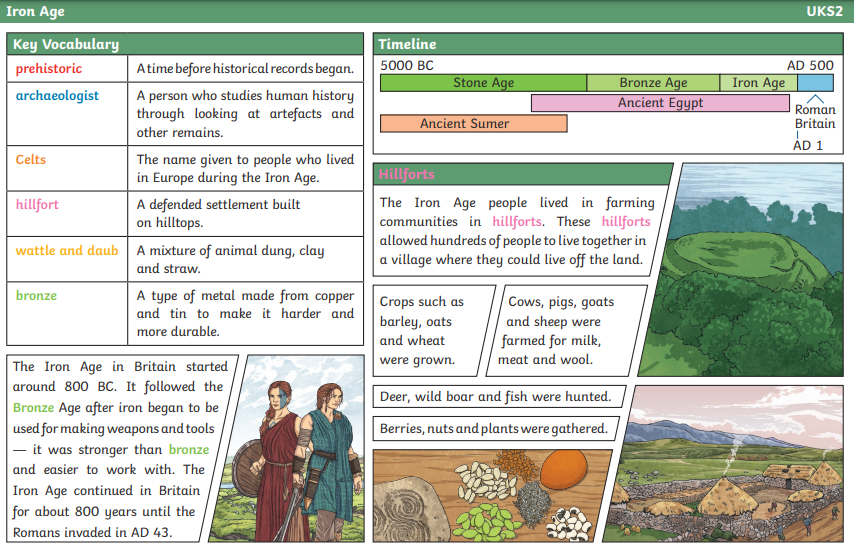 Iron Age
UKS2
Key Vocabulary
prehistoric
A time before historical records began.
archaeologist
A person who studies human history
through looking at artefacts and
other remains.
Celts
The name given to people who lived
in Europe during the Iron Age.
hillfort
A defended settlement built
on hilltops.
wattle and daub
A mixture of animal dung, clay
and straw.
bronze
A type of metal made from copper
and tin to make it harder and
more durable.
The Iron Age in Britain started
around 800 BC. It followed the
Bronze Age after iron began to be
used for making weapons and tools
— it was stronger than bronze
and easier to work with. The
Iron Age continued in Britain
for about 800 years until the
Romans invaded in AD 43.
Timeline
5000 BC
AD 500
Stone Age
Bronze Age
Iron Age
Ancient Egypt
Roman
Britain
Ancient Sumer
AD 1
Hillforts
The Iron Age people lived in farming
communities in hillforts. These hillforts
allowed hundreds of people to live together in
a village where they could live off the land.
Crops such as
barley, oats
and wheat
were grown.
Cows, pigs, goats
and sheep were
farmed for milk,
meat and wool.
Deer, wild boar and fish were hunted.
Berries, nuts and plants were gathered.